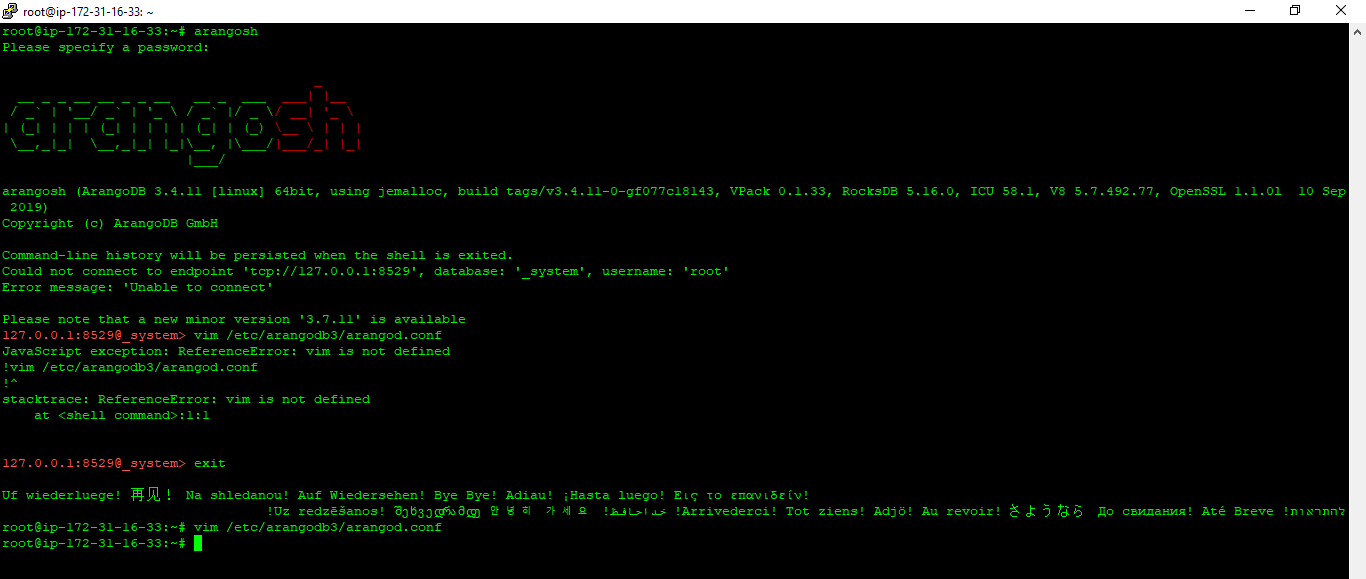 root@ip-172-31-16-33: ~
root@ip-172-31-16-33:~# arangosh
Please specify a password:
arangosh
arangosh (ArangoDB 3.4.11 [linux] 64bit, using jemalloc, build tags/v3.4.11-0-gf077c18143, VPack 0.1.33, RocksDB 5.16.0, ICU 58.1, V8 5.7.492.77, OpenSSL 1.1.0l  10 Sep
 2019)
Copyright (c) ArangoDB GmbH
Command-line history will be persisted when the shell is exited.
Could not connect to endpoint 'tcp://127.0.0.1:8529', database: '_system', username: 'root'
Error message: 'Unable to connect'
Please note that a new minor version '3.7.11' is available
127.0.0.1:8529@_system> vim /etc/arangodb3/arangod.conf
JavaScript exception: ReferenceError: vim is not defined
!vim /etc/arangodb3/arangod.conf
!^
stacktrace: ReferenceError: vim is not defined
    at <shell command>:1:1
127.0.0.1:8529@_system> exit
Uf wiederluege! 再见! Na shledanou! Auf Wiedersehen! Bye Bye! Adiau! ¡Hasta luego! Εις το επανιδείν!
להתראות! Arrivederci! Tot ziens! Adjö! Au revoir! さようなら До свидания! Até Breve! !خداحافظ 안녕히 가세요 შეხვედრამდე !Uz redzēšanos!
root@ip-172-31-16-33:~# vim /etc/arangodb3/arangod.conf
root@ip-172-31-16-33:~#